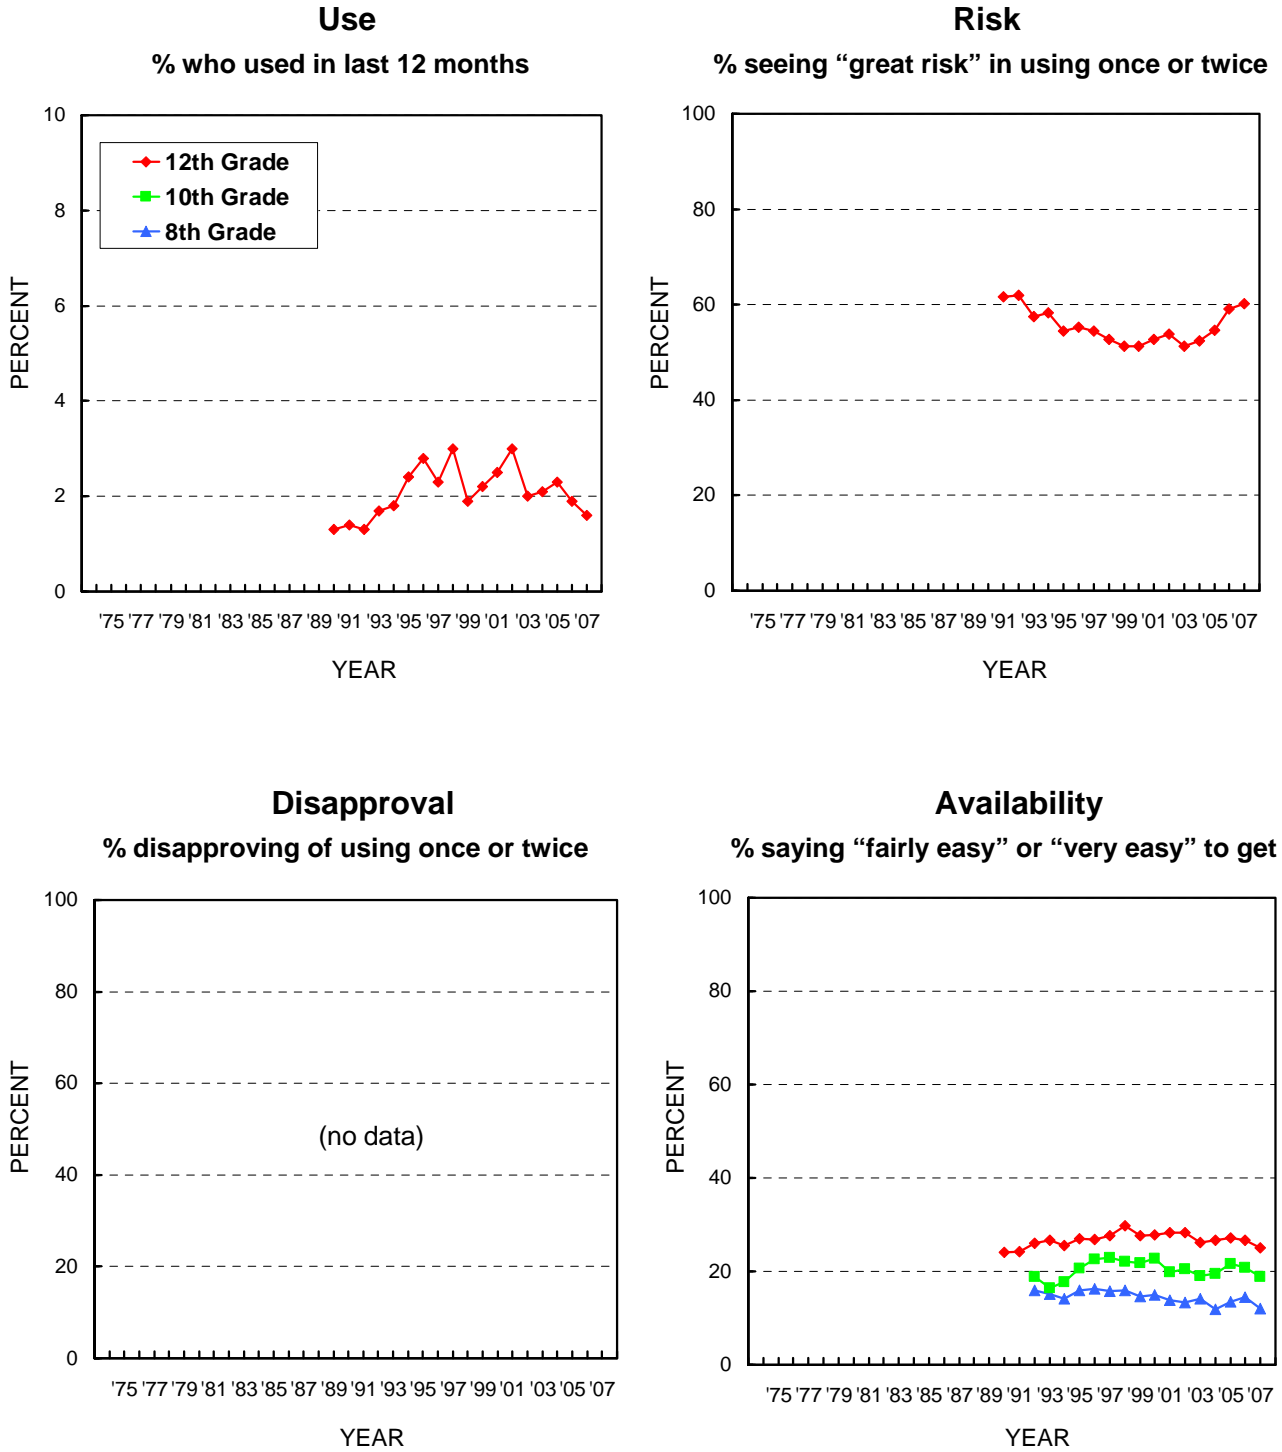 Use
% who used in last 12 months
10
8
6
4
2
0
PERCENT
12th Grade
10th Grade
8th Grade
'75 '77 '79 '81 '83 '85 '87 '89 '91 '93 '95 '97 '99 '01 '03 '05 '07
YEAR
Risk
% seeing “great risk” in using once or twice
100
80
60
40
20
0
PERCENT
'75 '77 '79 '81 '83 '85 '87 '89 '91 '93 '95 '97 '99 '01 '03 '05 '07
YEAR
Disapproval
% disapproving of using once or twice
100
80
60
40
20
0
PERCENT
(no data)
'75 '77 '79 '81 '83 '85 '87 '89 '91 '93 '95 '97 '99 '01 '03 '05 '07
YEAR
Availability
% saying “fairly easy” or “very easy” to get
100
80
60
40
20
0
PERCENT
'75 '77 '79 '81 '83 '85 '87 '89 '91 '93 '95 '97 '99 '01 '03 '05 '07
YEAR